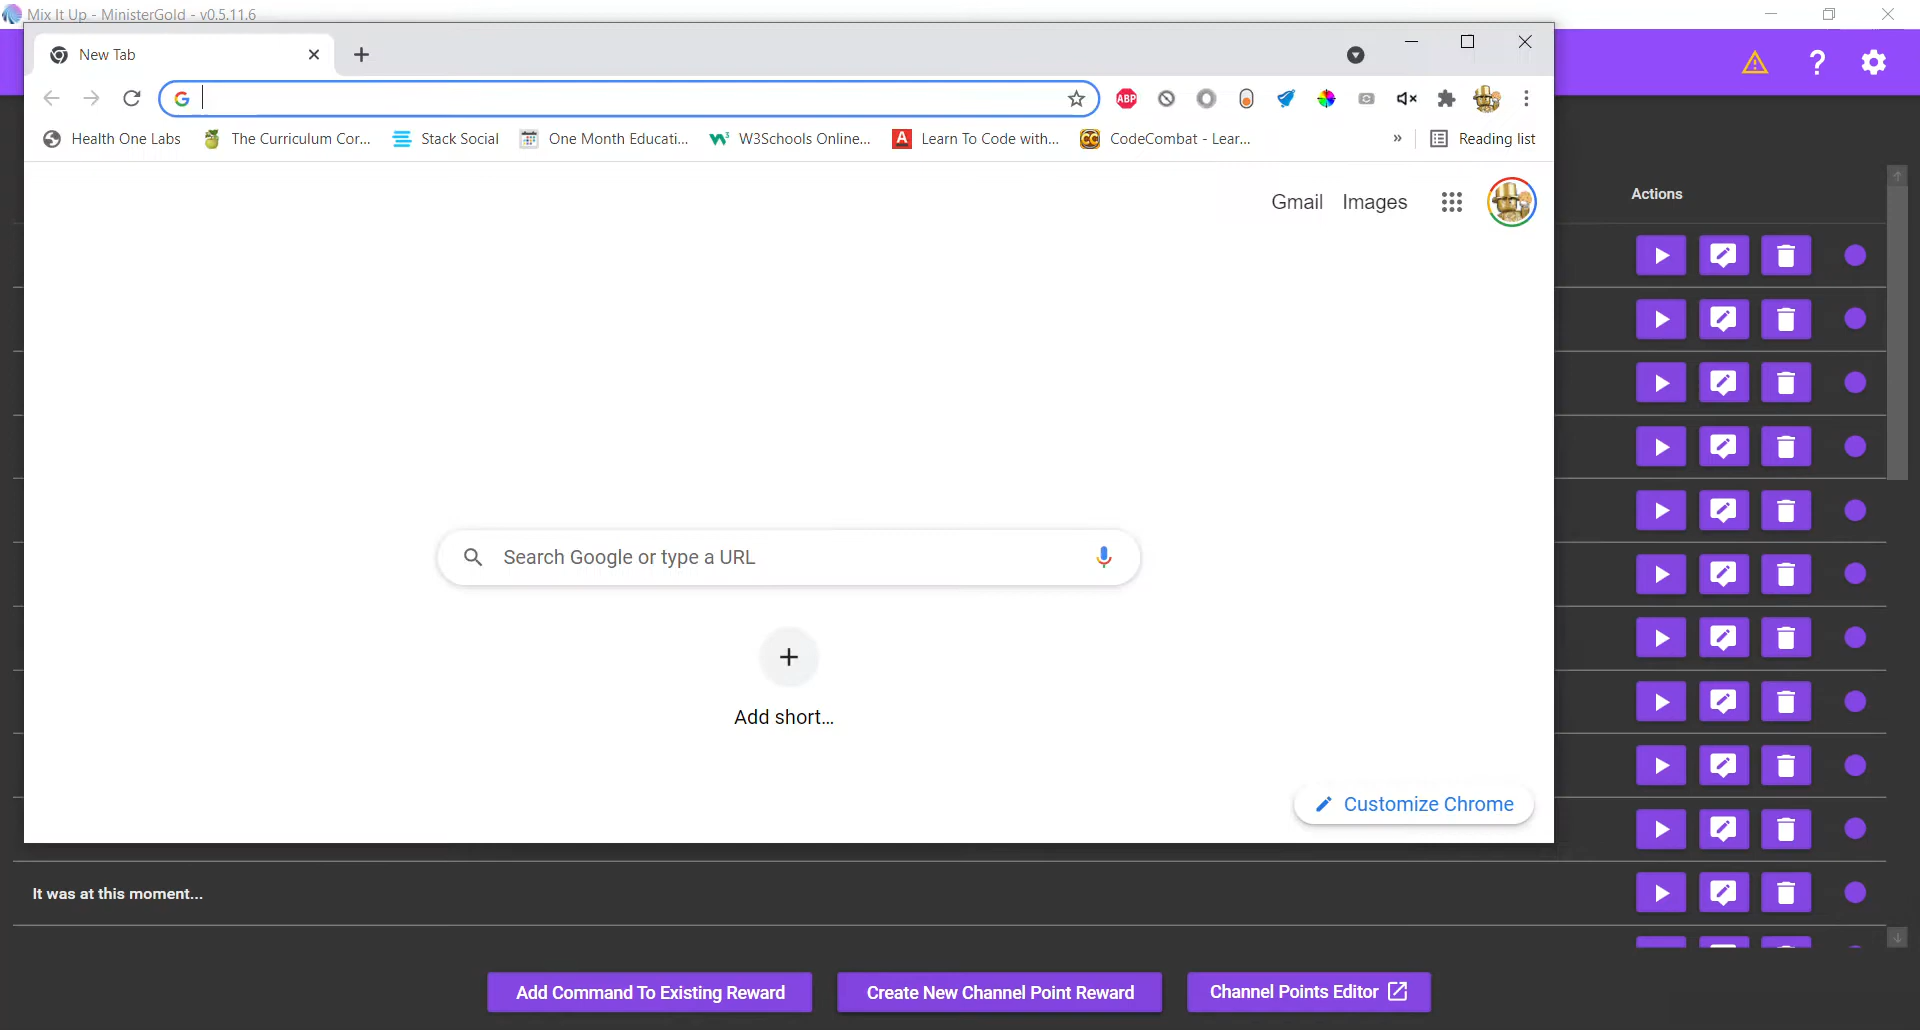 Mix It Up - MinisterGold - v0.5.11.6
New Tab
ABP
Health One Labs
The Curriculum Cor...
Stack Social
One Month Educati...
W3Schools Online...
Learn To Code with...
CodeCombat - Lear...
»
Reading list
Gmail
Images
Actions
Search Google or type a URL
Add short...
Customize Chrome
It was at this moment...
Add Command To Existing Reward
Create New Channel Point Reward
Channel Points Editor